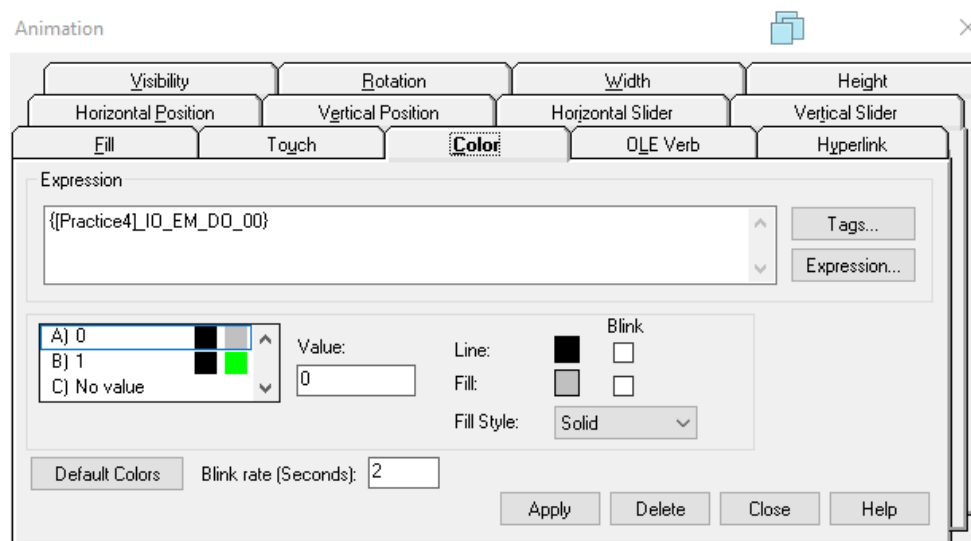 Animation
Visibility Rotation Width Height
Horizontal Position Vertical Position Horizontal Slider Vertical Slider
Fill Touch Color OLE Verb Hyperlink
Expression
{[Practice4]_IO_EM_DO_00}
Tags...
Expression...
A) 0
B) 1
C) No value
Value:
0
Blink
Line:
Fill:
Fill Style: Solid
Default Colors Blink rate (Seconds): 2
Apply Delete Close Help